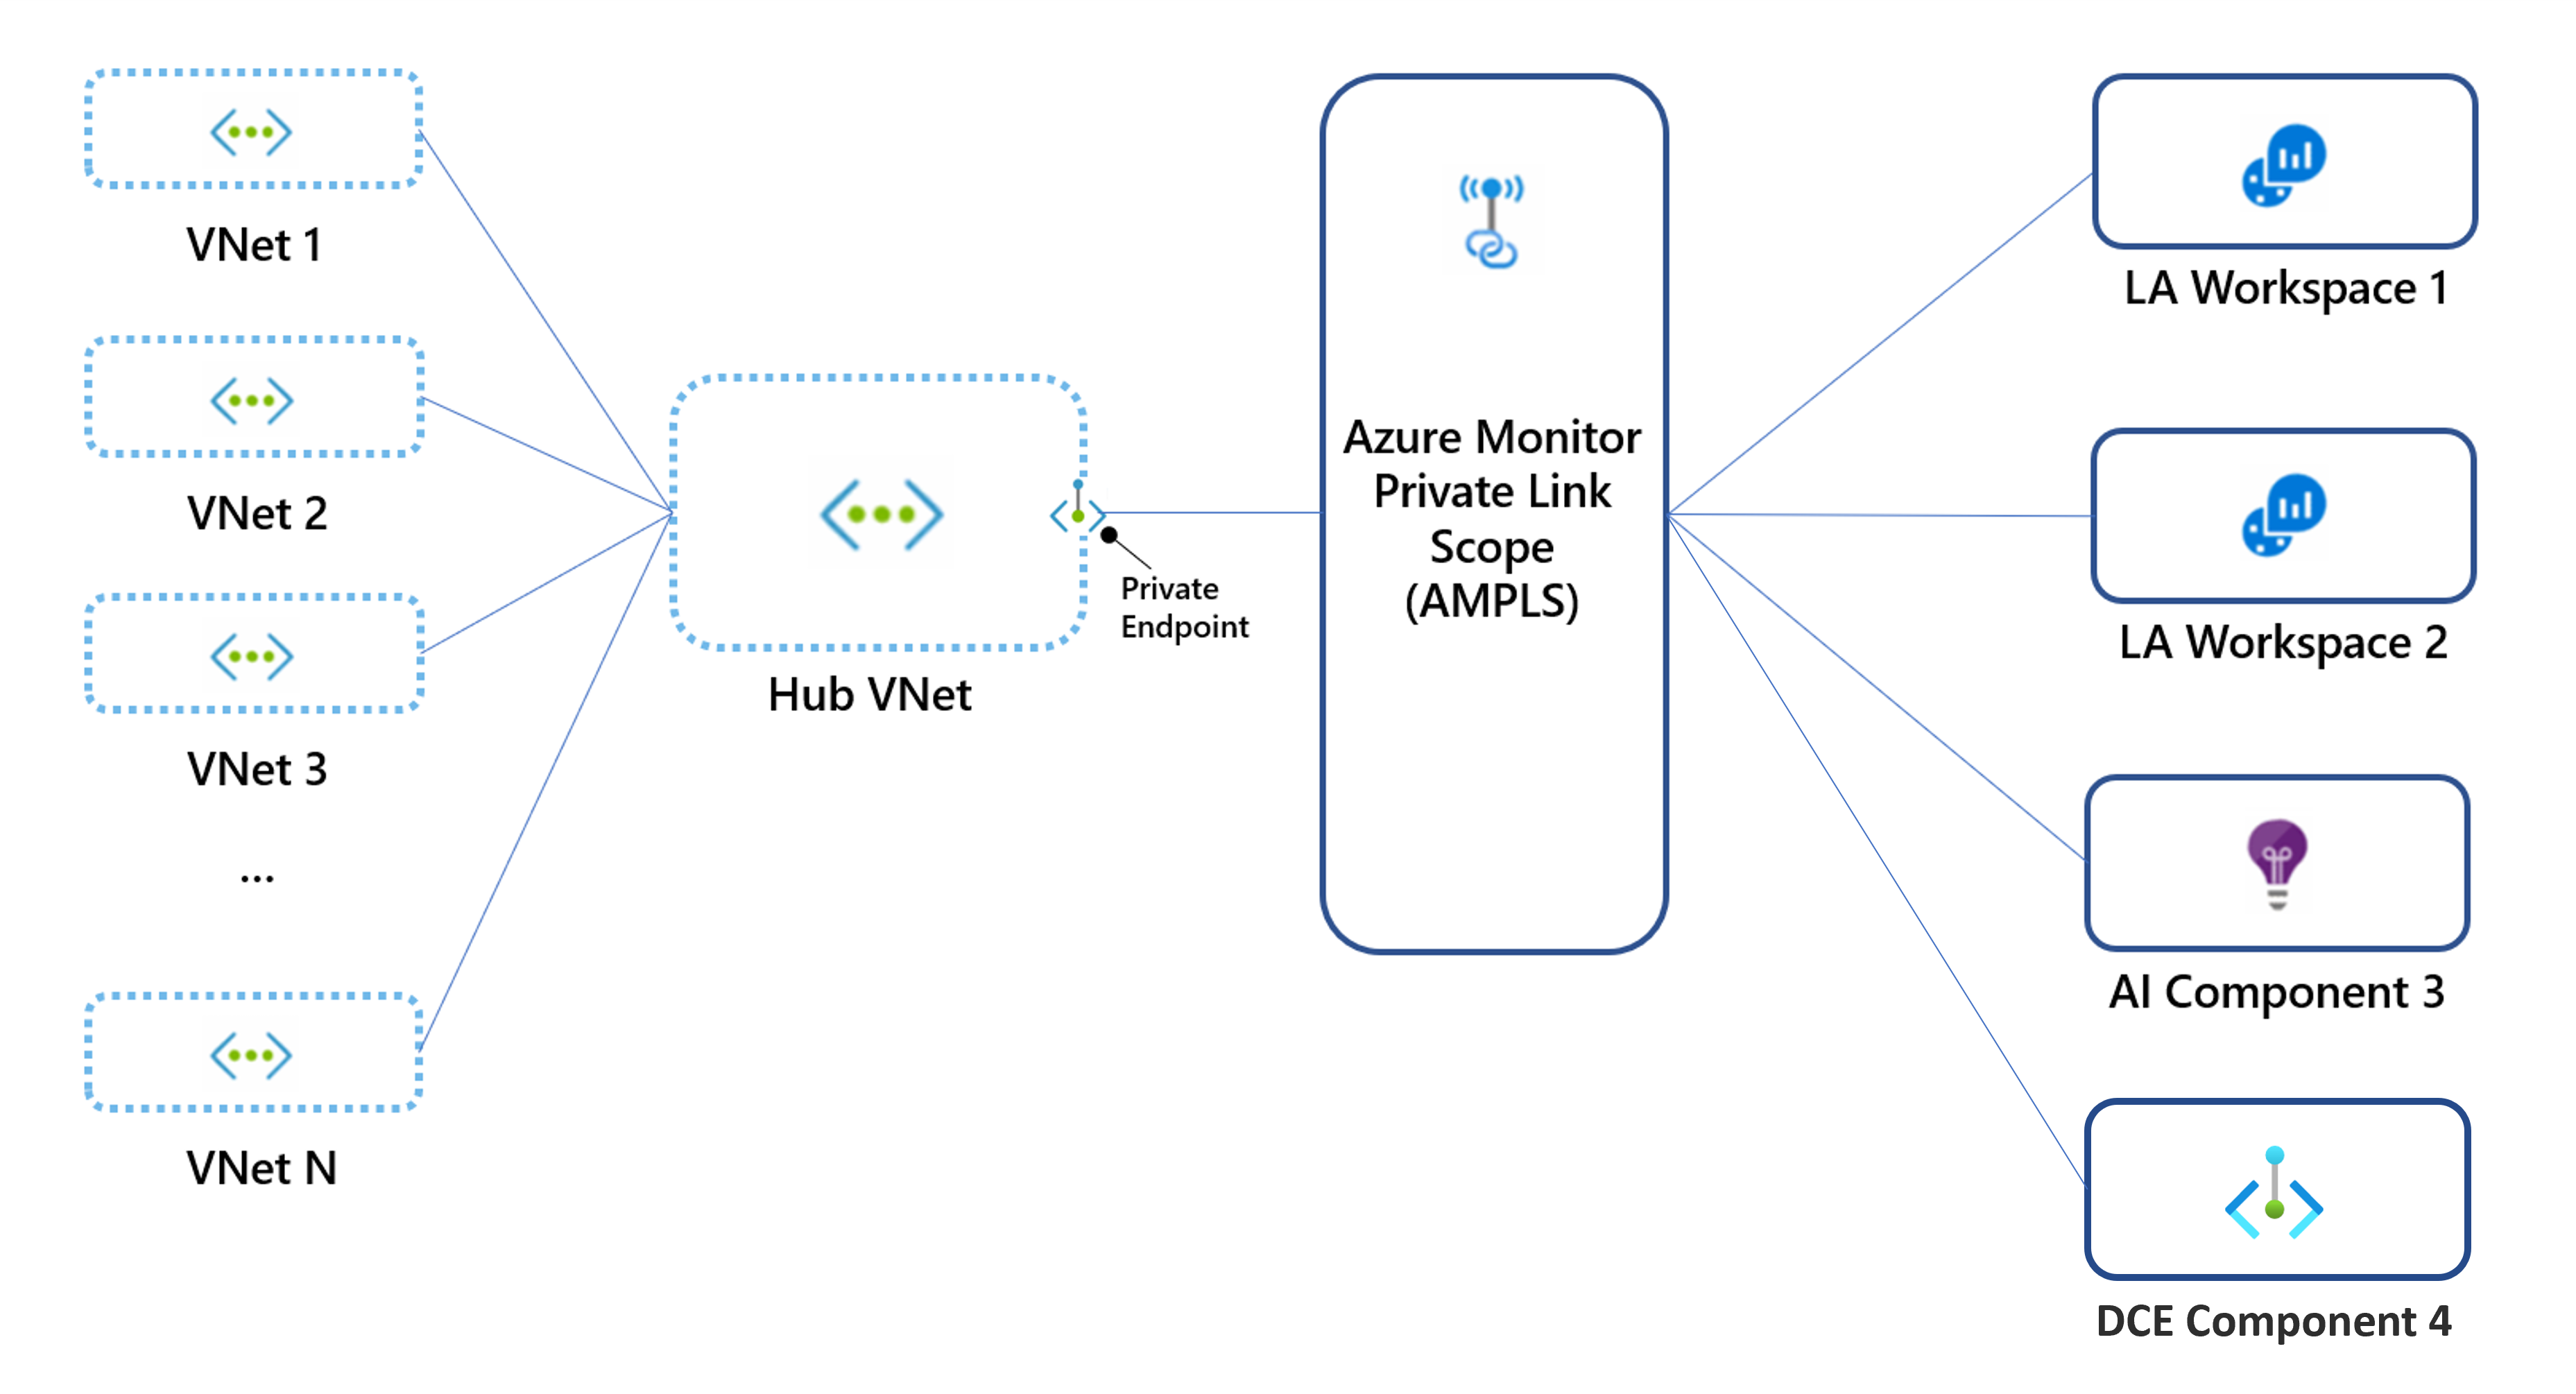 VNet 1
VNet 2
VNet 3
...
VNet N
Hub VNet
Private
Endpoint
Azure Monitor
Private Link
Scope
(AMPLS)
LA Workspace 1
LA Workspace 2
AI Component 3
DCE Component 4